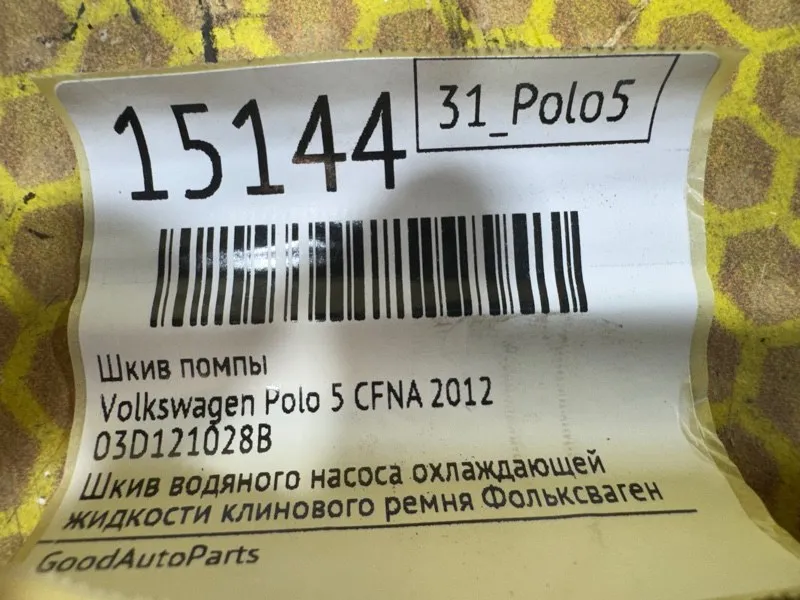 15144
31_Polo5
Шкив помпы
Volkswagen Polo 5 CFNA 2012
03D121028B
Шкив водяного насоса охлаждающей
жидкости клинового ремня Фольксваген
GoodAutoParts